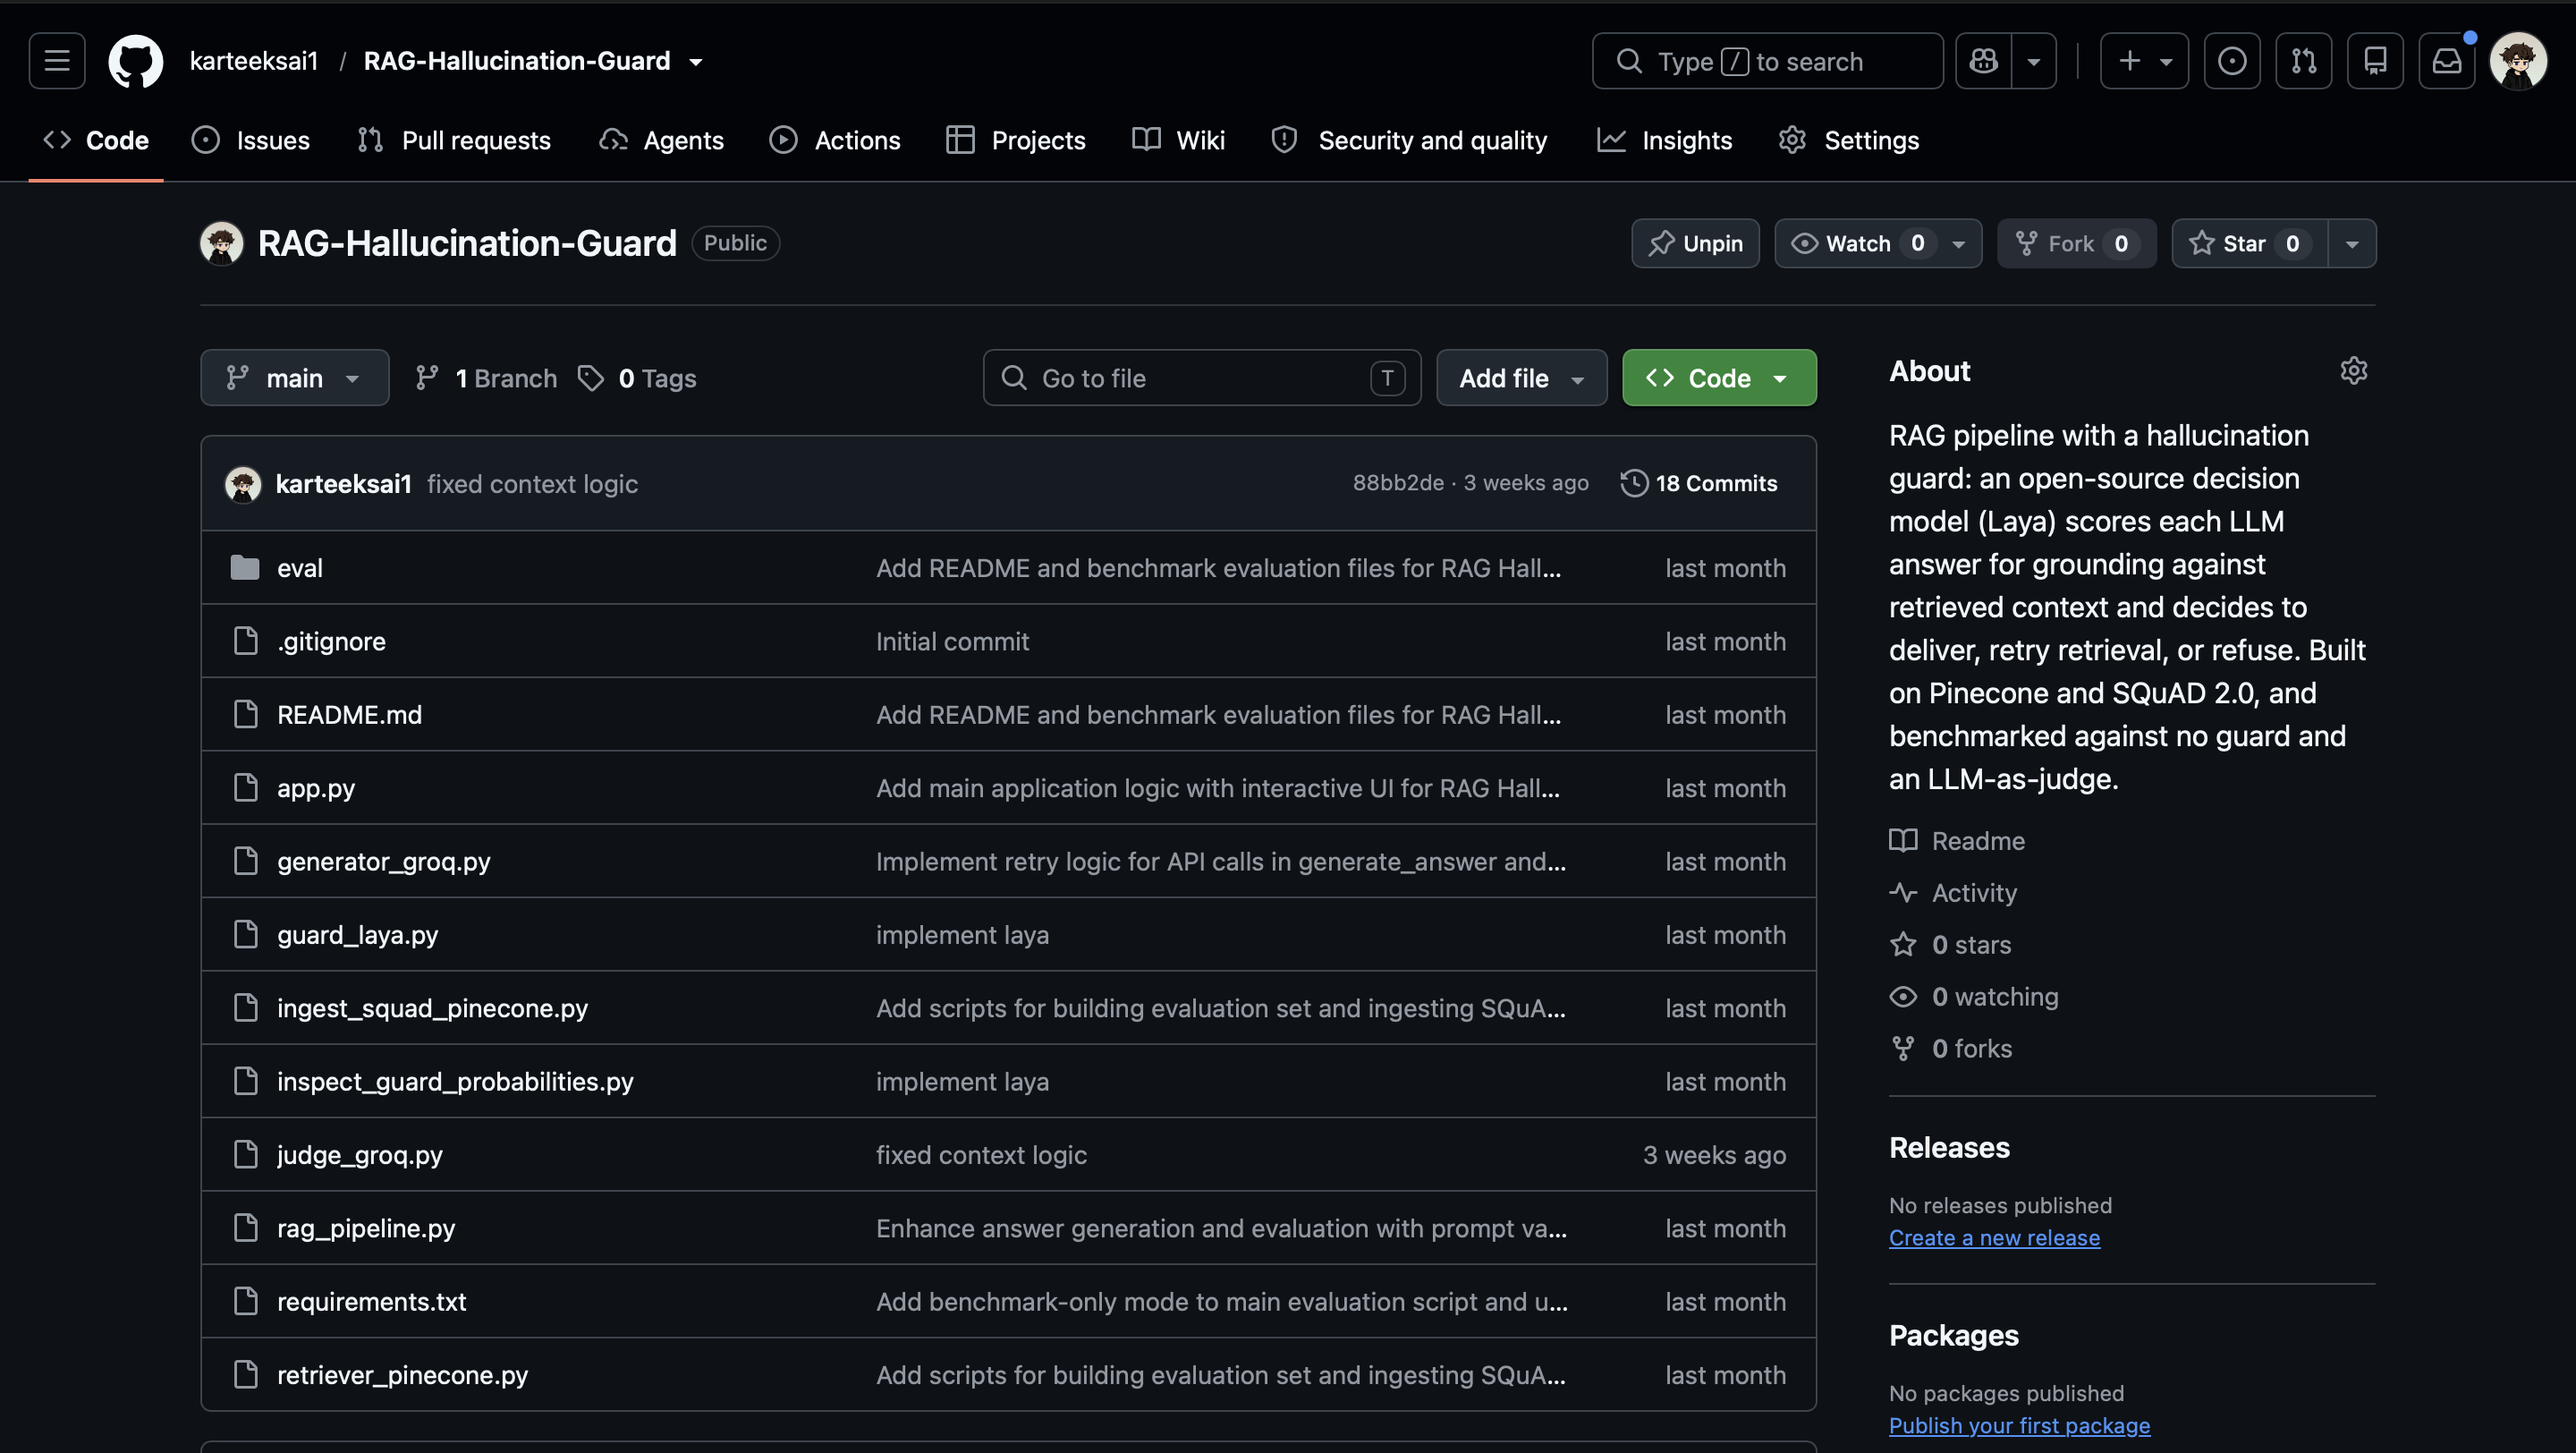 karteeksai1 / RAG-Hallucination-Guard
Type / to search
Code
Issues
Pull requests
Agents
Actions
Projects
Wiki
Security and quality
Insights
Settings
RAG-Hallucination-Guard Public
Unpin
Watch 0
Fork 0
Star 0
main
1 Branch
0 Tags
Go to file
T
Add file
Code
karteeksai1 fixed context logic
88bb2de · 3 weeks ago
18 Commits
eval Add README and benchmark evaluation files for RAG Hall... last month
.gitignore Initial commit last month
README.md Add README and benchmark evaluation files for RAG Hall... last month
app.py Add main application logic with interactive UI for RAG Hall... last month
generator_groq.py Implement retry logic for API calls in generate_answer and... last month
guard_laya.py implement laya last month
ingest_squad_pinecone.py Add scripts for building evaluation set and ingesting SQuA... last month
inspect_guard_probabilities.py implement laya last month
judge_groq.py fixed context logic 3 weeks ago
rag_pipeline.py Enhance answer generation and evaluation with prompt va... last month
requirements.txt Add benchmark-only mode to main evaluation script and u... last month
retriever_pinecone.py Add scripts for building evaluation set and ingesting SQuA... last month
About
RAG pipeline with a hallucination
guard: an open-source decision
model (Laya) scores each LLM
answer for grounding against
retrieved context and decides to
deliver, retry retrieval, or refuse. Built
on Pinecone and SQuAD 2.0, and
benchmarked against no guard and
an LLM-as-judge.
Readme
Activity
0 stars
0 watching
0 forks
Releases
No releases published
Create a new release
Packages
No packages published
Publish your first package